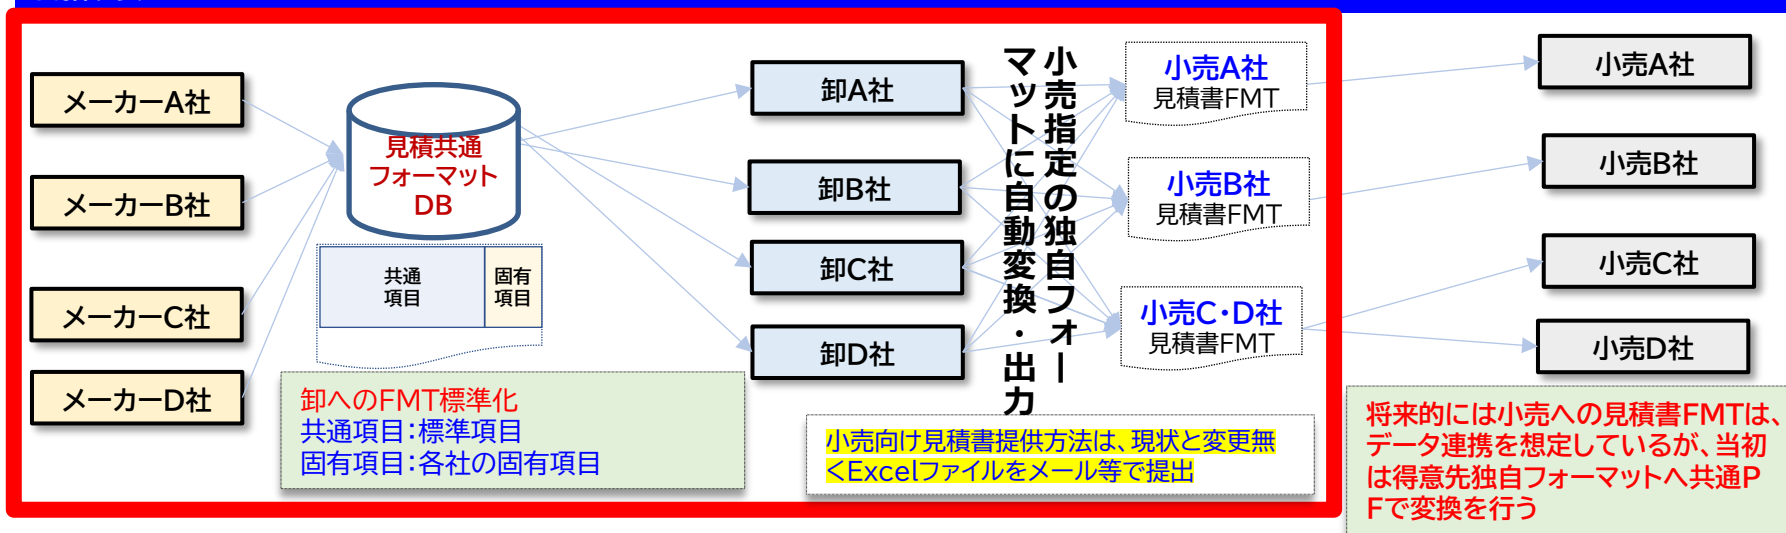 メーカーA社
メーカーB社
メーカーC社
メーカーD社
見積共通
フォーマット
DB
共通
項目
固有
項目
卸へのFMT標準化
共通項目：標準項目
固有項目：各社の固有項目
卸A社
卸B社
卸C社
卸D社
小売指定の独自フォー
マットに自動変換・出力
小売A社
見積書FMT
小売B社
見積書FMT
小売C・D社
見積書FMT
小売向け見積書提供方法は、現状と変更無
くExcelファイルをメール等で提出
小売A社
小売B社
小売C社
小売D社
将来的には小売への見積書FMTは、
データ連携を想定しているが、当初
は得意先独自フォーマットへ共通P
Fで変換を行う